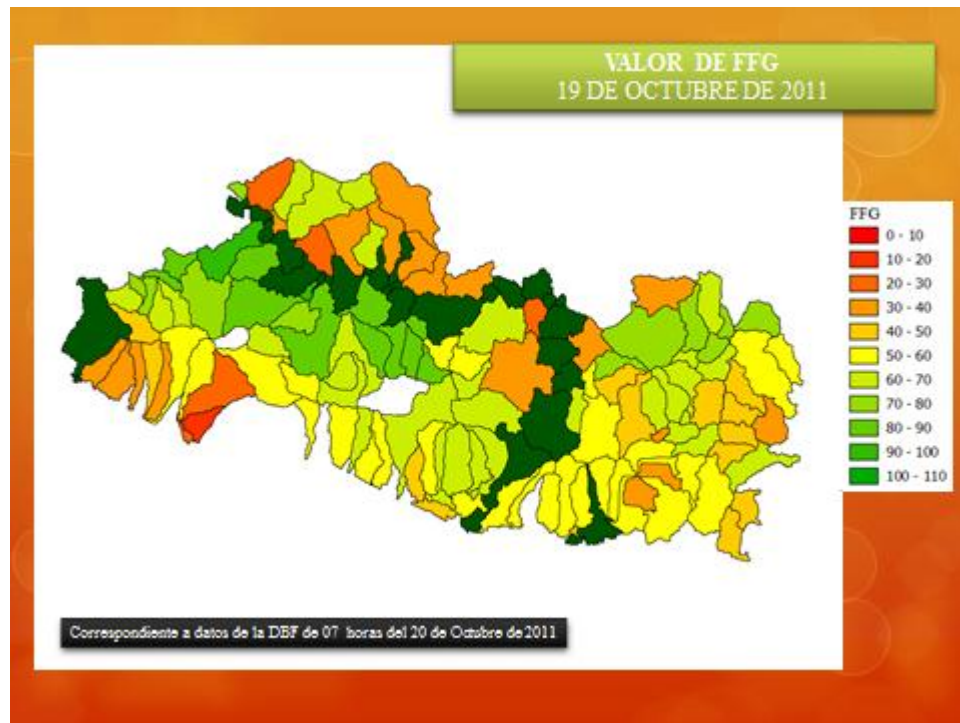 VALOR DE FFG
19 DE OCTUBRE DE 2011
FFG
0 - 10
10 - 20
20 - 30
30 - 40
40 - 50
50 - 60
60 - 70
70 - 80
80 - 90
90 - 100
100 - 110
Correspondiente a datos de la DBF de 07 horas del 20 de Octubre de 2011